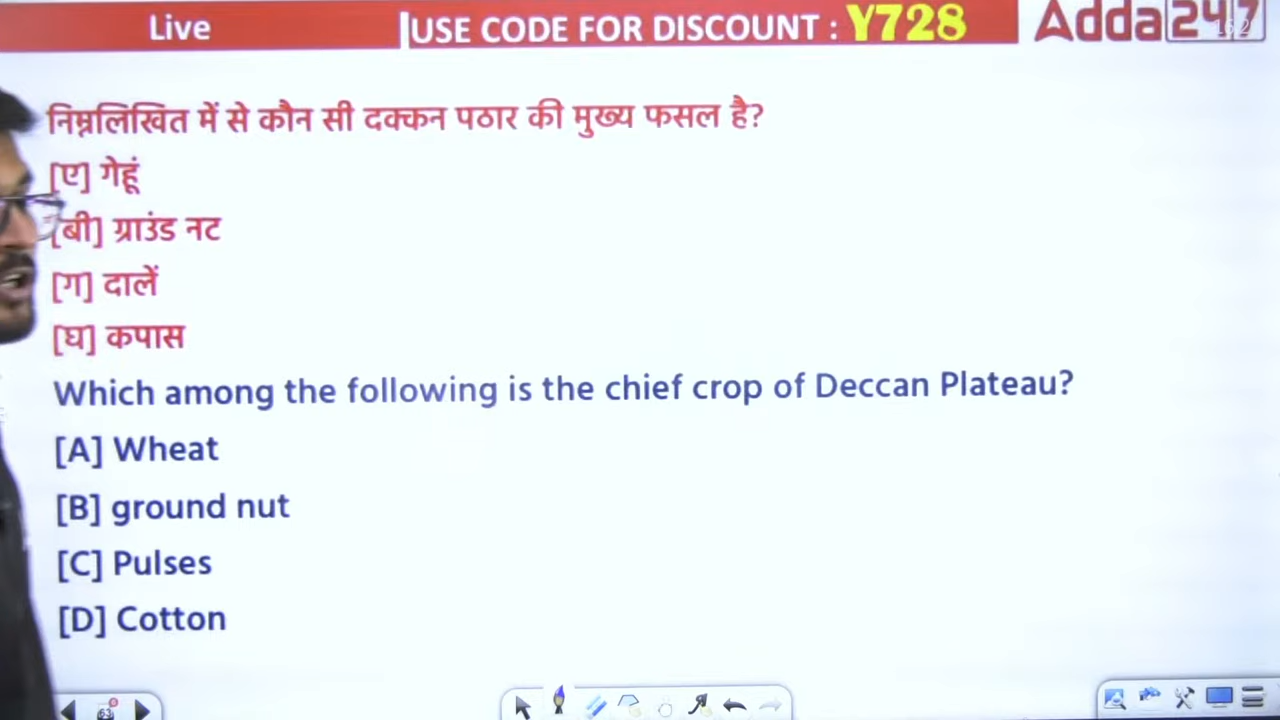 Live
USE CODE FOR DISCOUNT : Y728
Adda247
निम्नलिखित में से कौन सी दक्कन पठार की मुख्य फसल है?
[ए] गेहूं
[बी] ग्राउंड नट
[ग] दालें
[घ] कपास
Which among the following is the chief crop of Deccan Plateau?
[A] Wheat
[B] ground nut
[C] Pulses
[D] Cotton
63